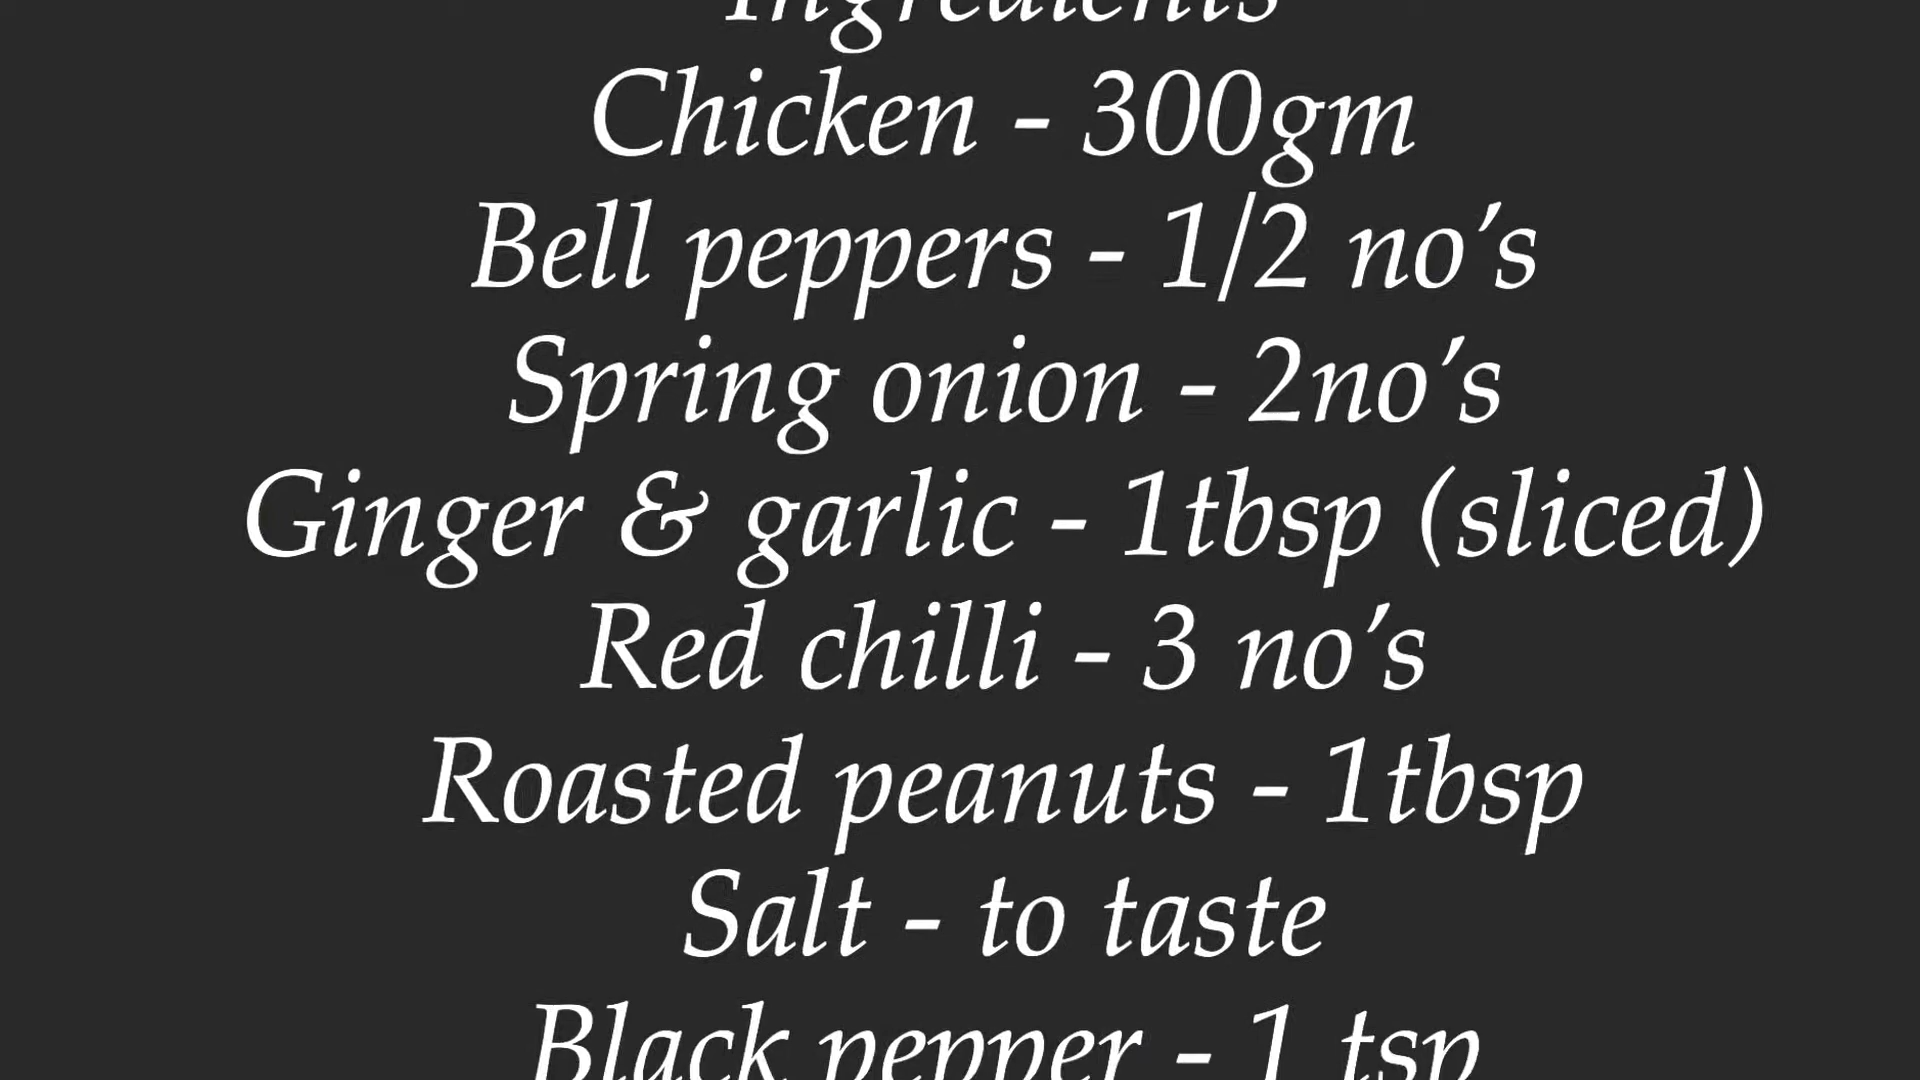 Ingredients
Chicken - 300gm
Bell peppers - 1/2 no’s
Spring onion - 2no’s
Ginger & garlic - 1tbsp (sliced)
Red chilli - 3 no’s
Roasted peanuts - 1tbsp
Salt - to taste
Black pepper - 1 tsp